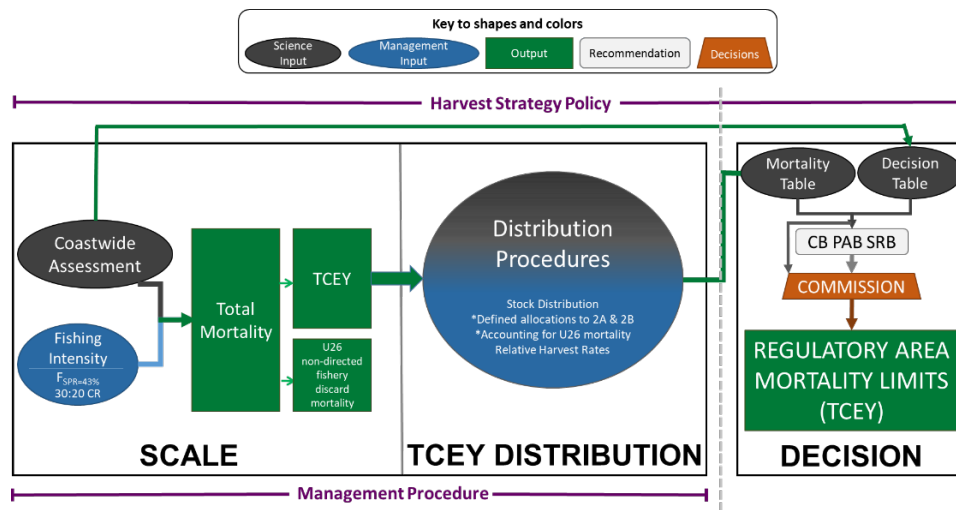 Key to shapes and colors
Science
Input
Management
Input
Output
Recommendation
Decisions
Harvest Strategy Policy
Coastwide
Assessment
Fishing
Intensity
FSPR=43%
30:20 CR
Total
Mortality
TCEY
U26
non-directed
fishery
discard
mortality
SCALE
Distribution
Procedures
Stock Distribution
*Defined allocations to 2A & 2B
*Accounting for U26 mortality
Relative Harvest Rates
TCEY DISTRIBUTION
Mortality
Table
Decision
Table
CB PAB SRB
COMMISSION
REGULATORY AREA
MORTALITY LIMITS
(TCEY)
DECISION
Management Procedure